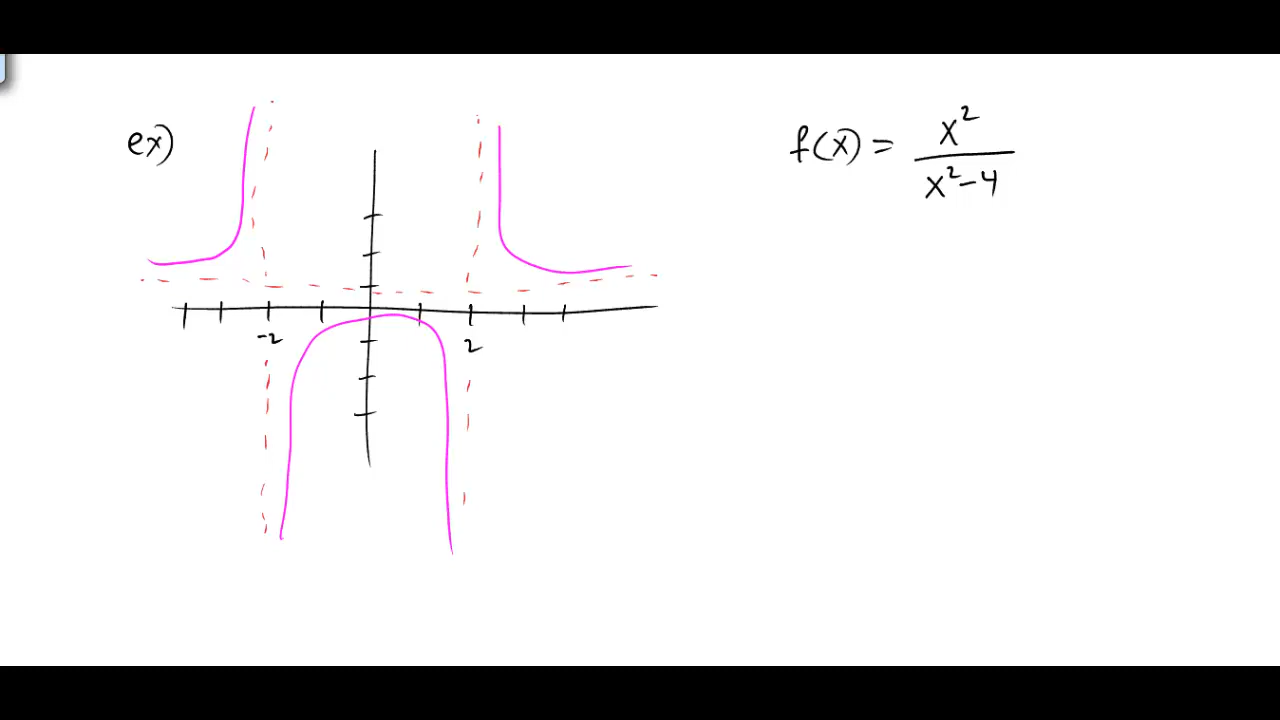 ex)
f(x) = x²/(x²-4)
-2 2